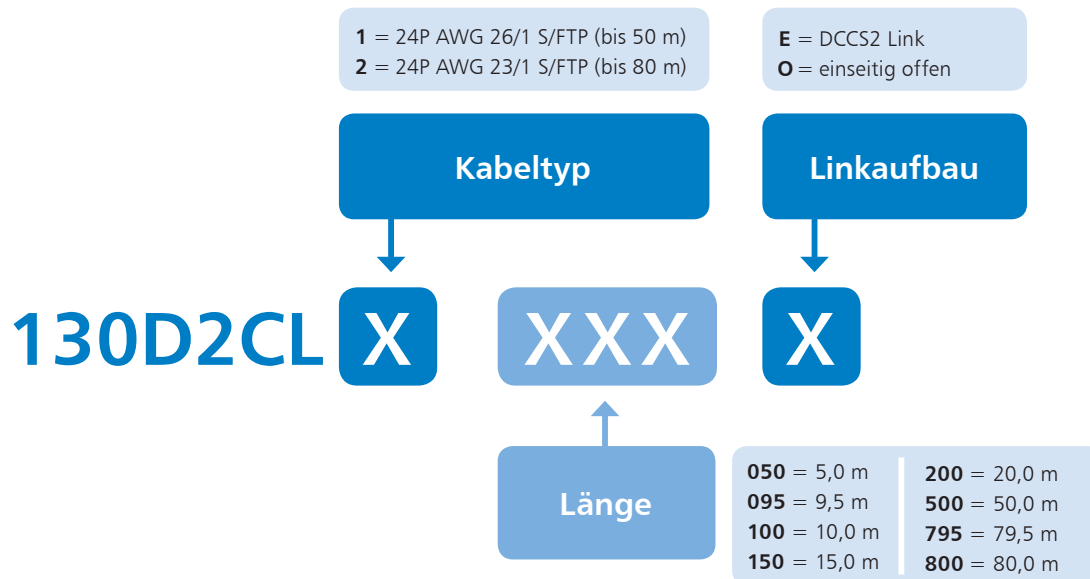 1 = 24P AWG 26/1 S/FTP (bis 50 m)
2 = 24P AWG 23/1 S/FTP (bis 80 m)
E = DCCS2 Link
O = einseitig offen
Kabeltyp
Linkaufbau
130D2CL X XXX X
Länge
050 = 5,0 m
095 = 9,5 m
100 = 10,0 m
150 = 15,0 m
200 = 20,0 m
500 = 50,0 m
795 = 79,5 m
800 = 80,0 m